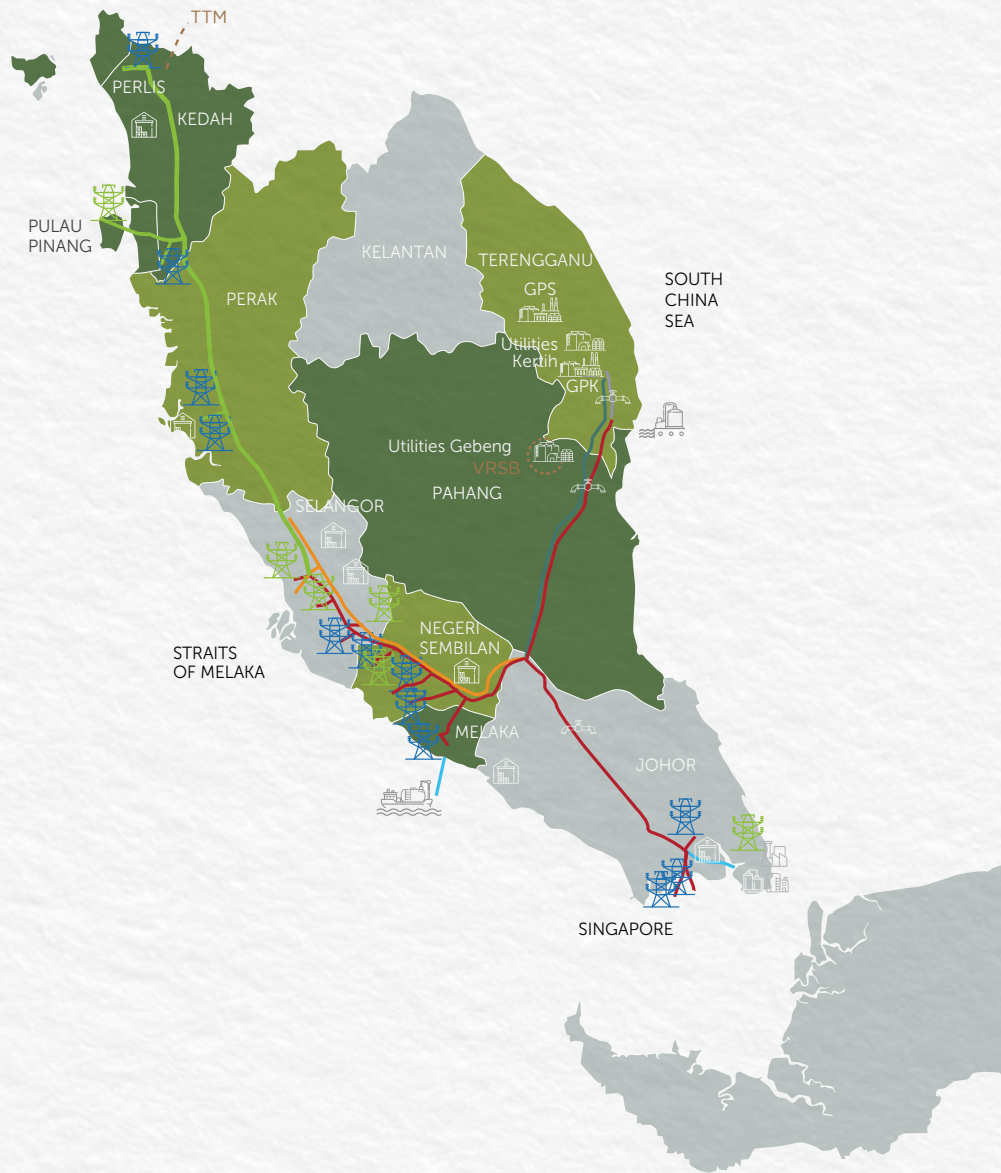 TTM
PERLIS
KEDAH
PULAU
PINANG
KELANTAN
TERENGGANU
GPS
SOUTH
CHINA
SEA
PERAK
Utilities
Kertih
GPK
Utilities Gebeng
VRSB
PAHANG
SELANGOR
NEGERI
SEMBILAN
STRAITS
OF MELAKA
MELAKA
JOHOR
SINGAPORE